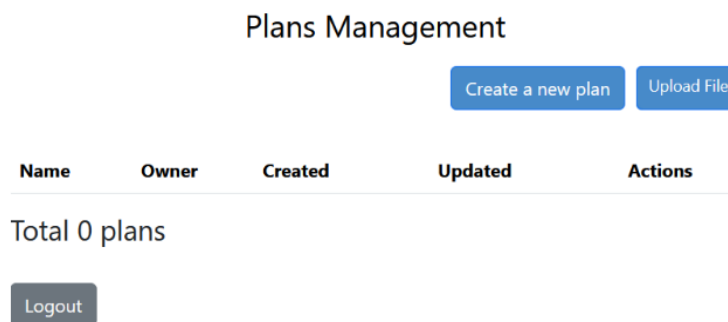 Plans Management
Create a new plan Upload File
Name Owner Created Updated Actions
Total 0 plans
Logout